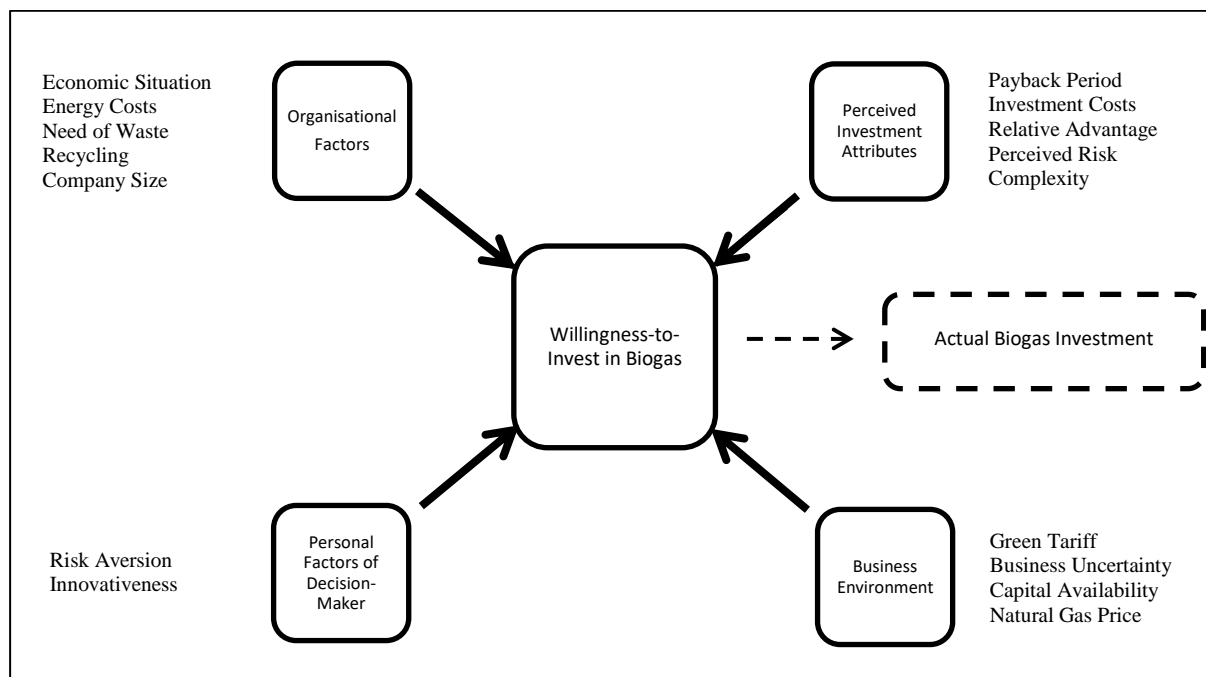 Economic Situation
Energy Costs
Need of Waste
Recycling
Company Size
Organisational
Factors
Perceived
Investment
Attributes
Payback Period
Investment Costs
Relative Advantage
Perceived Risk
Complexity
Willingness-to-
Invest in Biogas
Actual Biogas Investment
Risk Aversion
Innovativeness
Personal
Factors of
Decision-
Maker
Business
Environment
Green Tariff
Business Uncertainty
Capital Availability
Natural Gas Price